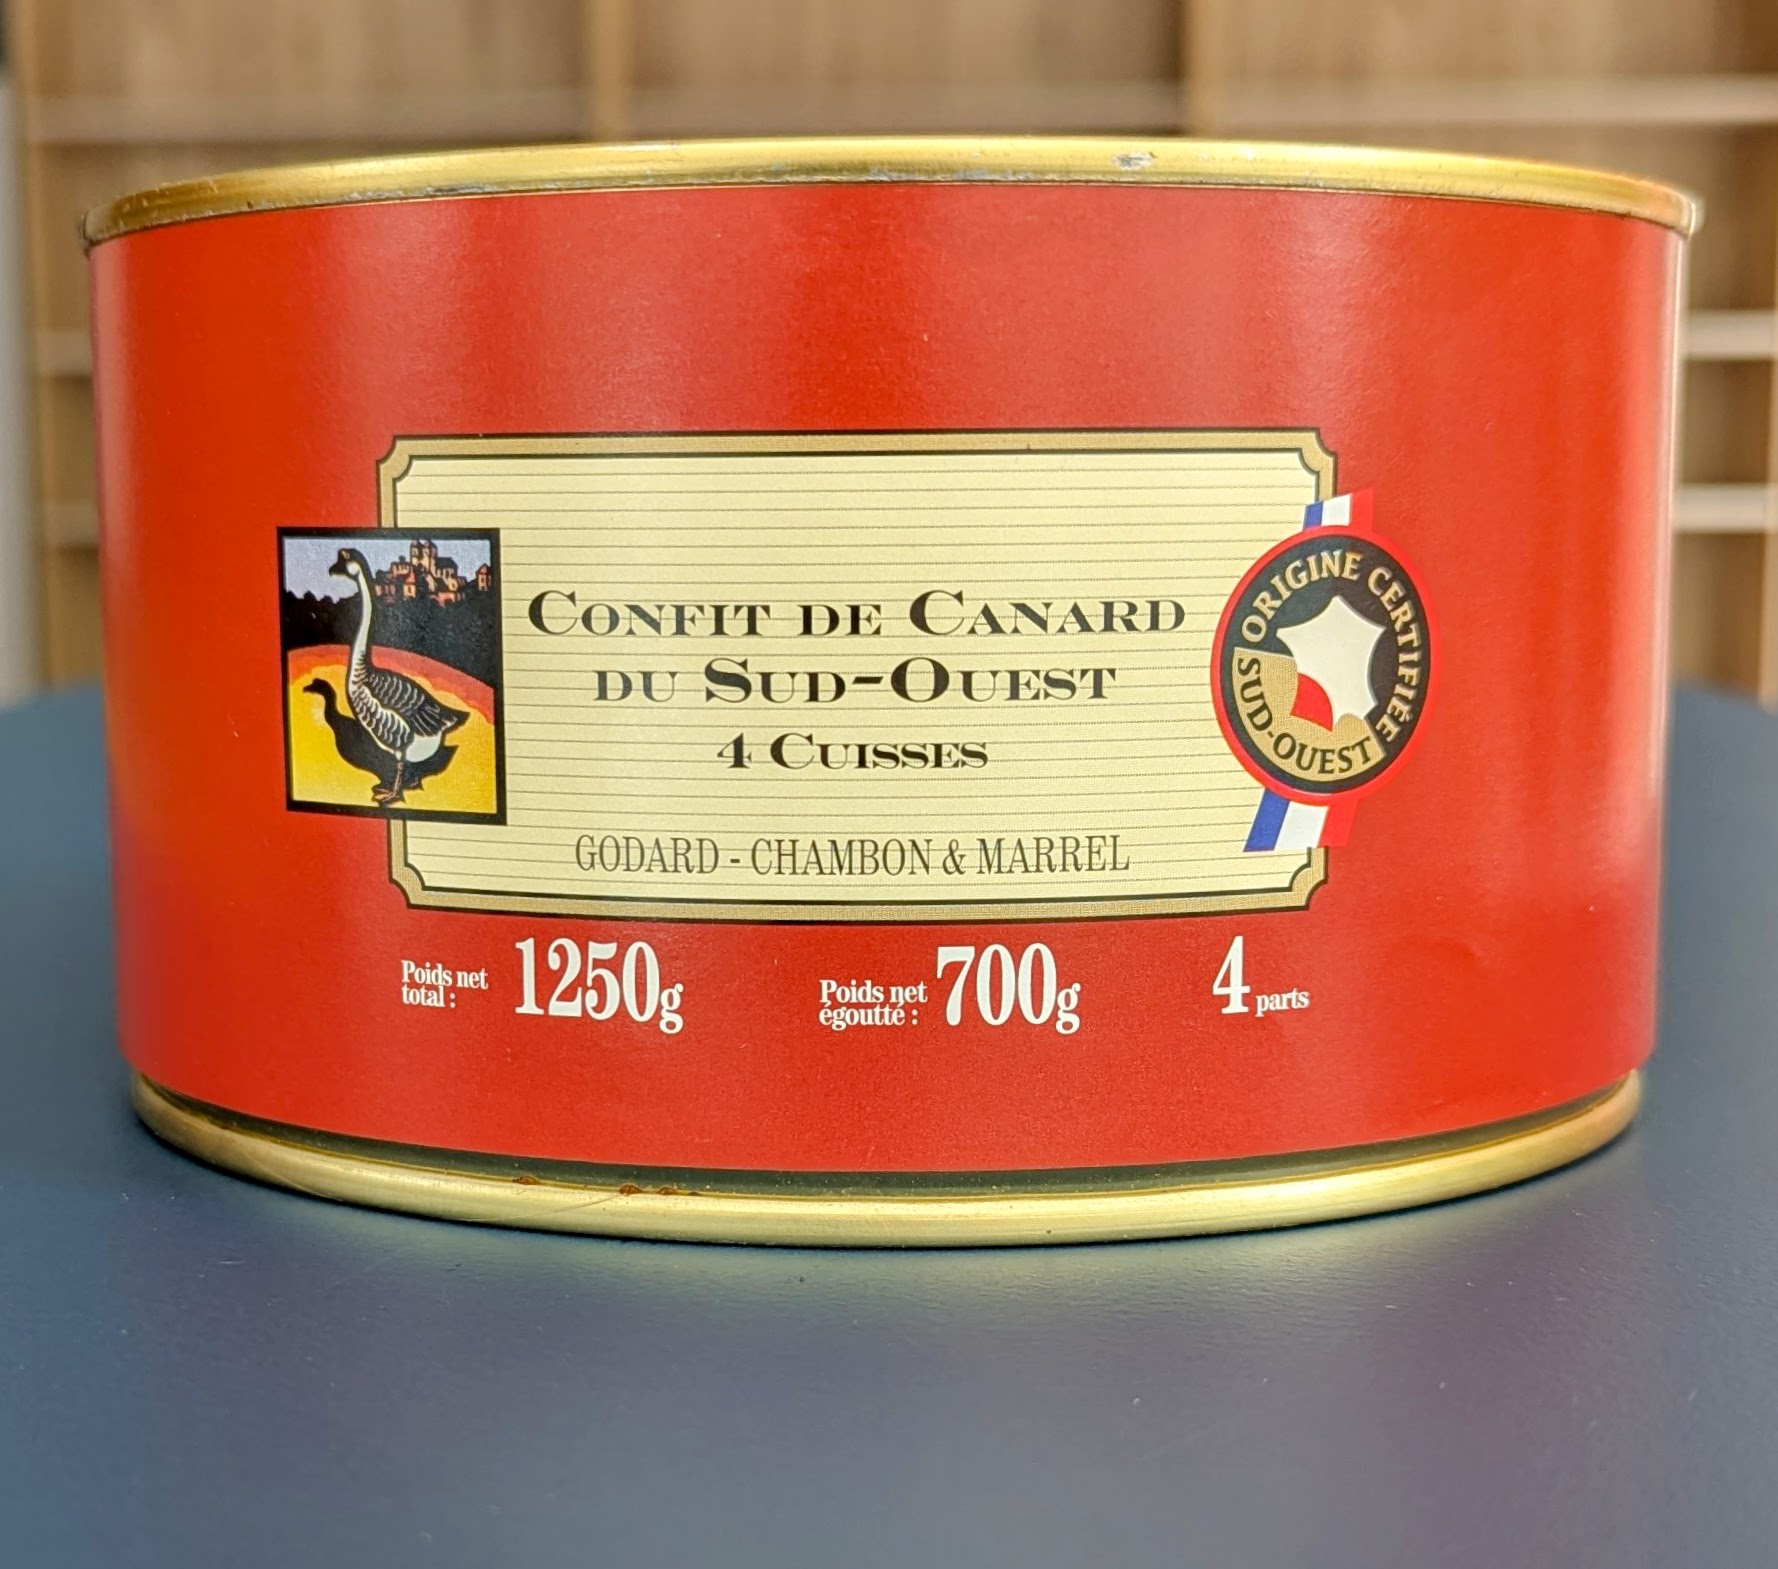 CONFIT DE CANARD
DU SUD-OUEST
4 CUISSES
GODARD - CHAMBON & MARREL
ORIGINE CERTIFIÉE
SUD-OUEST
Poids net
total :
1250g
Poids net
égoutté :
700g
4 parts